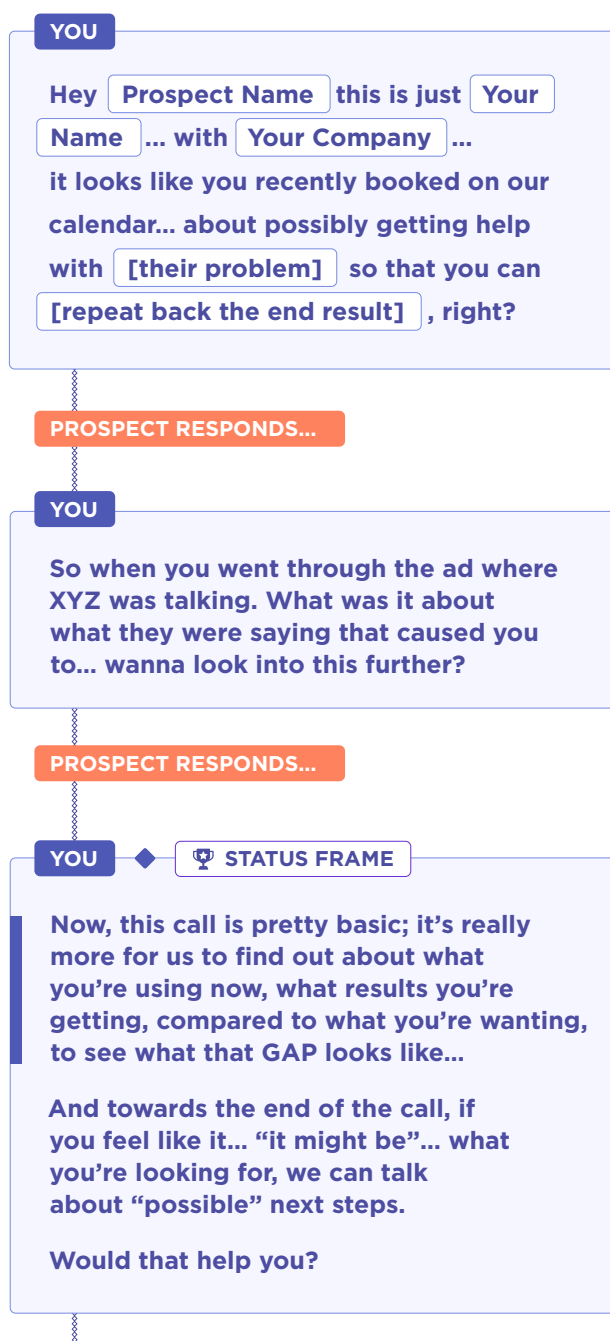 YOU
Hey Prospect Name this is just Your
Name ... with Your Company ...
it looks like you recently booked on our
calendar... about possibly getting help
with [their problem] so that you can
[repeat back the end result] , right?
PROSPECT RESPONDS...
YOU
So when you went through the ad where
XYZ was talking. What was it about
what they were saying that caused you
to... wanna look into this further?
PROSPECT RESPONDS...
YOU STATUS FRAME
Now, this call is pretty basic; it’s really
more for us to find out about what
you’re using now, what results you’re
getting, compared to what you’re wanting,
to see what that GAP looks like...
And towards the end of the call, if
you feel like it... “it might be”... what
you’re looking for, we can talk
about “possible” next steps.
Would that help you?